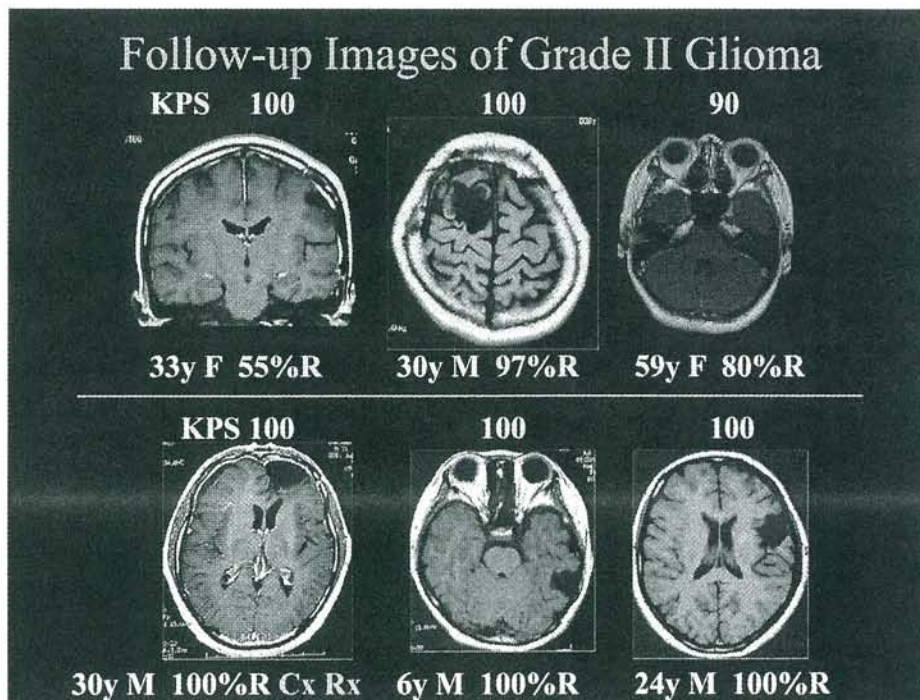 Follow-up Images of Grade II Glioma
KPS 100 100 90
33y F 55%R 30y M 97%R 59y F 80%R
KPS 100 100 100
30y M 100%R Cx Rx 6y M 100%R 24y M 100%R